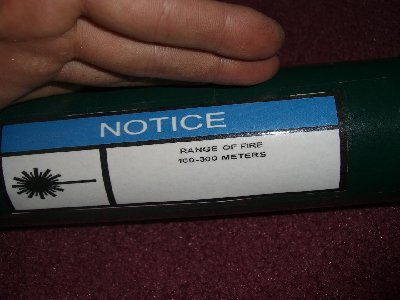 NOTICE
RANGE OF FIRE
100-300 METERS